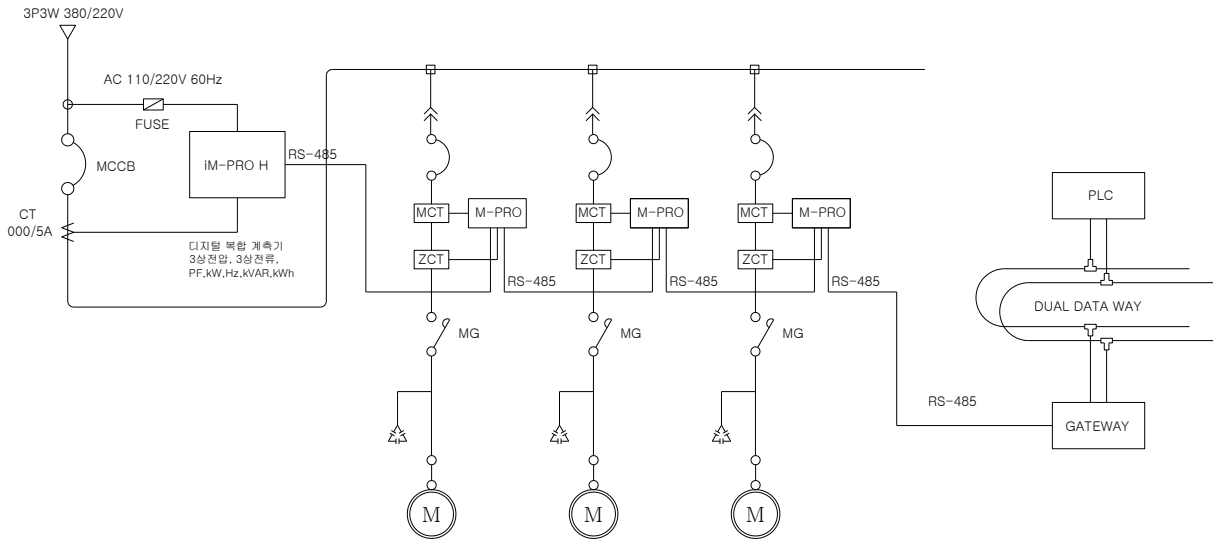 3P3W 380/220V
AC 110/220V 60Hz
FUSE
MCCB
iM-PRO H
RS-485
CT
000/5A
디지털 복합 계측기
3상전압, 3상전류,
PF,kW,Hz,kVAR,kWh
MCT
M-PRO
ZCT
RS-485
MG
M
MCT
M-PRO
ZCT
RS-485
MG
M
MCT
M-PRO
ZCT
RS-485
MG
M
PLC
DUAL DATA WAY
RS-485
GATEWAY